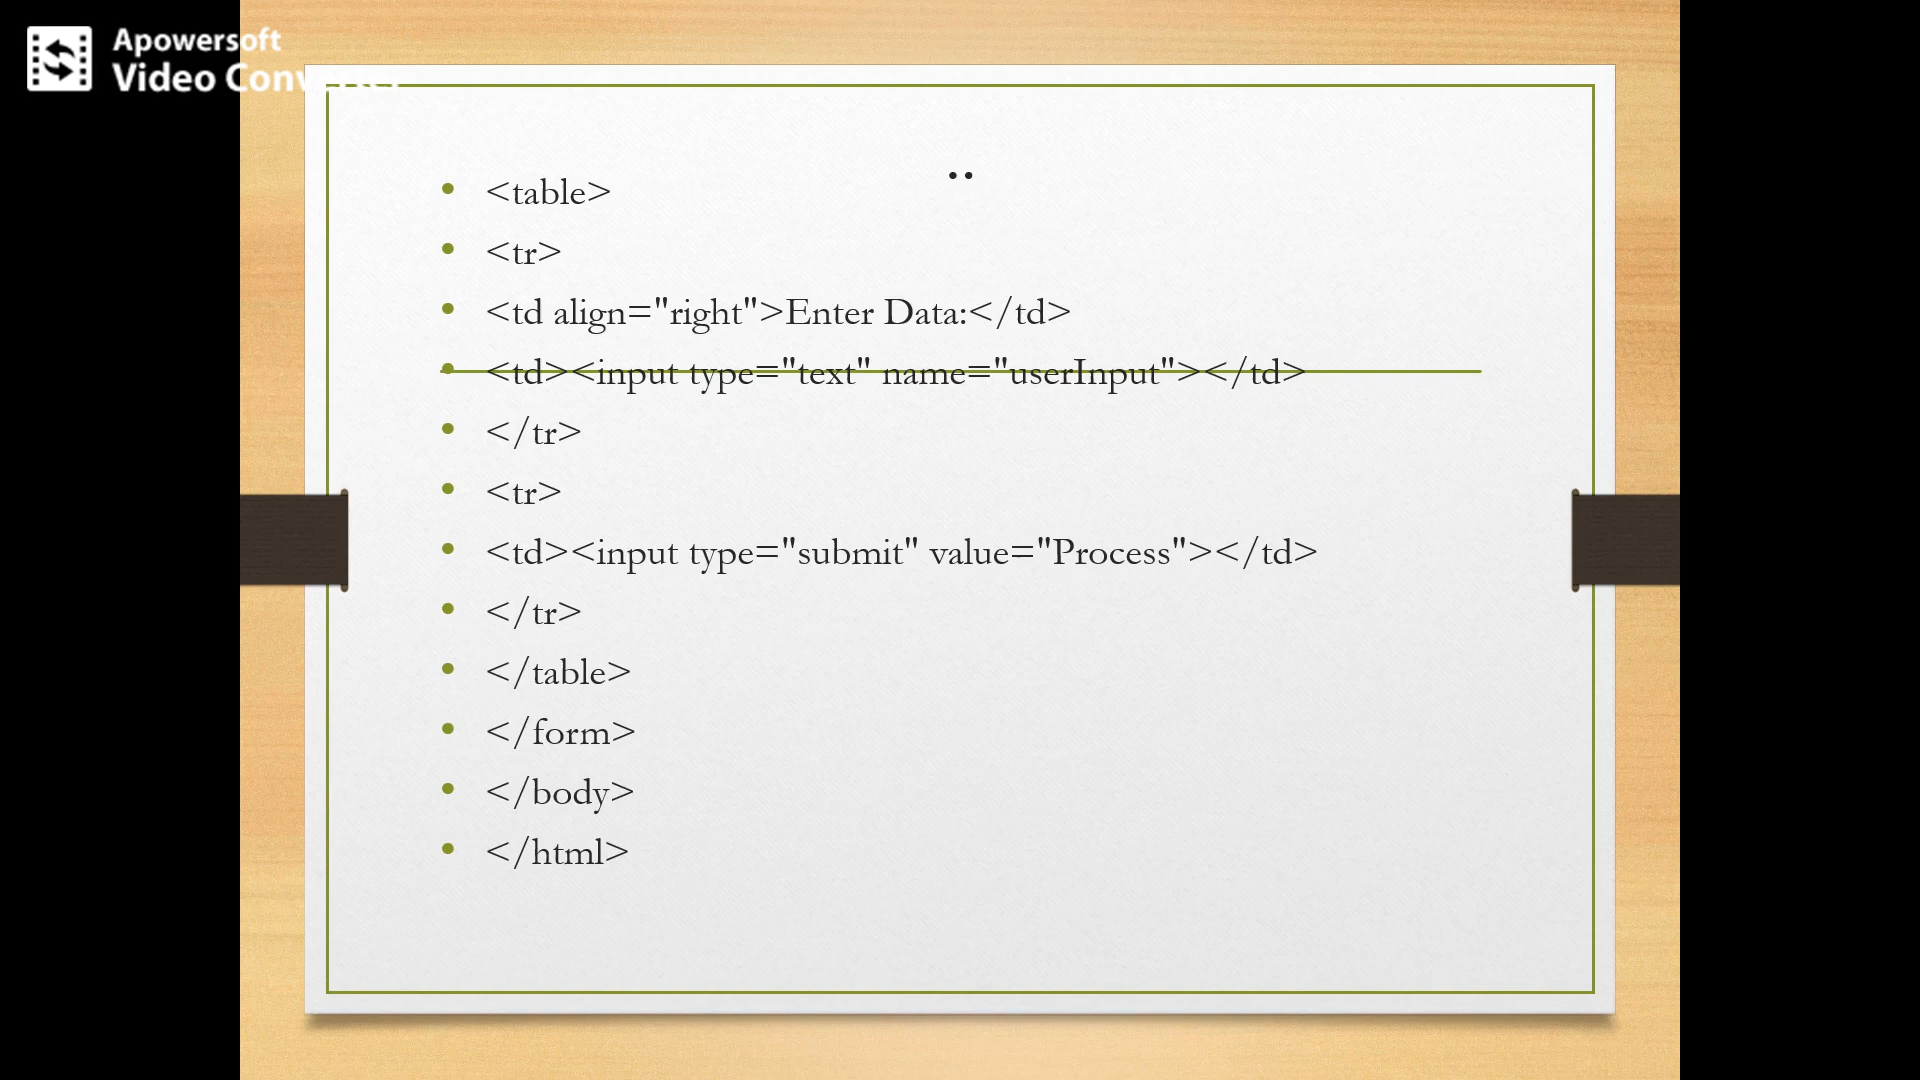 Apowersoft
Video Converter
..
<table>
<tr>
<td align="right">Enter Data:</td>
<td><input type="text" name="userInput"></td>
</tr>
<tr>
<td><input type="submit" value="Process"></td>
</tr>
</table>
</form>
</body>
</html>